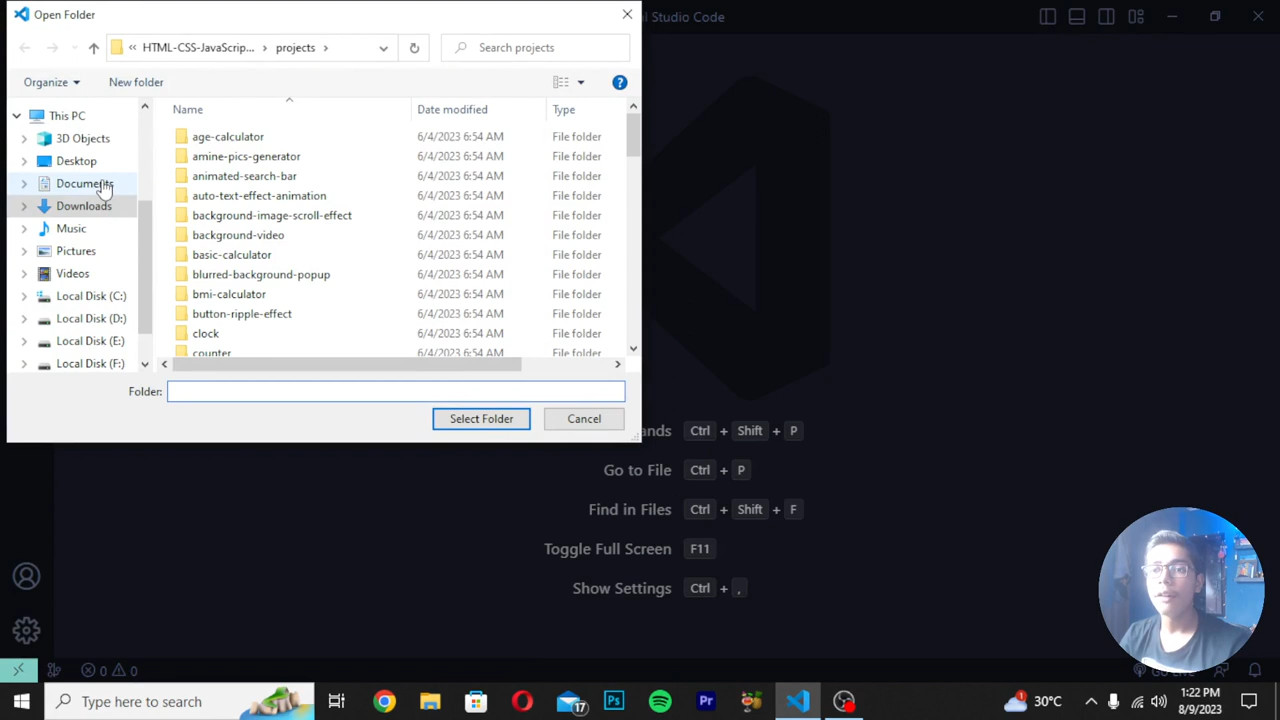 Open Folder
al Studio Code
HTML-CSS-JavaScrip...
projects
Search projects
Organize
New folder
Name
Date modified
Type
This PC
3D Objects
Desktop
Documents
Downloads
Music
Pictures
Videos
Local Disk (C:)
Local Disk (D:)
Local Disk (E:)
Local Disk (F:)
age-calculator 6/4/2023 6:54 AM File folder
amine-pics-generator 6/4/2023 6:54 AM File folder
animated-search-bar 6/4/2023 6:54 AM File folder
auto-text-effect-animation 6/4/2023 6:54 AM File folder
background-image-scroll-effect 6/4/2023 6:54 AM File folder
background-video 6/4/2023 6:54 AM File folder
basic-calculator 6/4/2023 6:54 AM File folder
blurred-background-popup 6/4/2023 6:54 AM File folder
bmi-calculator 6/4/2023 6:54 AM File folder
button-ripple-effect 6/4/2023 6:54 AM File folder
clock 6/4/2023 6:54 AM File folder
counter 6/4/2023 6:54 AM File folder
Folder:
Select Folder
Cancel
ands Ctrl + Shift + P
Go to File Ctrl + P
Find in Files Ctrl + Shift + F
Toggle Full Screen F11
Show Settings Ctrl + ,
0 0
Go Live
Type here to search
17
Ps
Pr
1
30°C
1:22 PM
8/9/2023